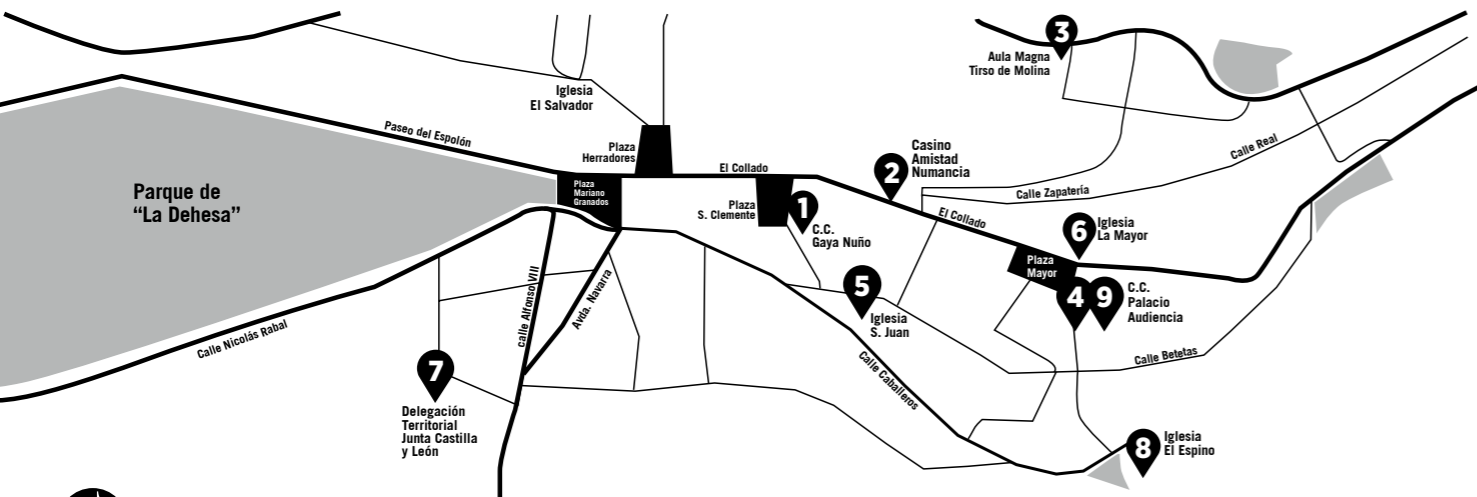 3
Aula Magna
Tirso de Molina
Iglesia
El Salvador
Paseo del Espolón
Plaza
Herradores
El Collado
2
Casino
Amistad
Numancia
Calle Real
Parque de
“La Dehesa”
Plaza
Mariano
Granados
Plaza
S. Clemente
1
C.C.
Gaya Nuño
Calle Zapatería
El Collado
6
Iglesia
La Mayor
Plaza
Mayor
4
9
C.C.
Palacio
Audiencia
5
Iglesia
S. Juan
calle Alfonso VIII
Avda. Navarra
Calle Nicolás Rabal
Calle Betetas
Calle Caballeros
7
Delegación
Territorial
Junta Castilla
y León
8
Iglesia
El Espino